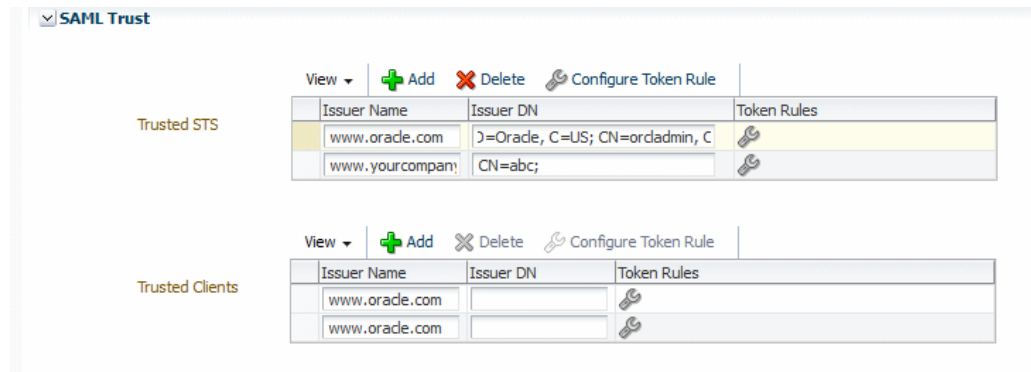 SAML Trust
View Add Delete Configure Token Rule
Trusted STS
Issuer Name Issuer DN Token Rules
www.oracle.com O=Oracle, C=US; CN=orcladmin, C
www.yourcompany CN=abc;
View Add Delete Configure Token Rule
Trusted Clients
Issuer Name Issuer DN Token Rules
www.oracle.com
www.oracle.com